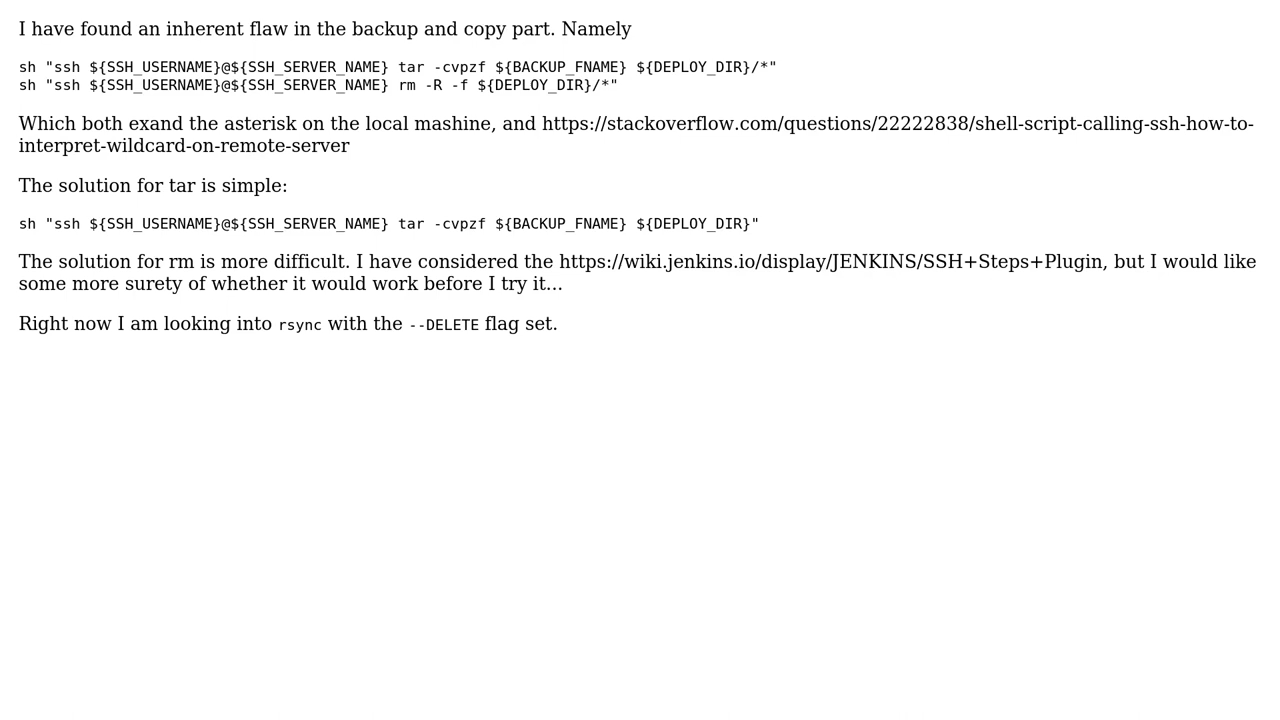 I have found an inherent flaw in the backup and copy part. Namely
sh "ssh ${SSH_USERNAME}@${SSH_SERVER_NAME} tar -cvpzf ${BACKUP_FNAME} ${DEPLOY_DIR}/*"
sh "ssh ${SSH_USERNAME}@${SSH_SERVER_NAME} rm -R -f ${DEPLOY_DIR}/*"
Which both exand the asterisk on the local mashine, and https://stackoverflow.com/questions/22222838/shell-script-calling-ssh-how-to-
interpret-wildcard-on-remote-server
The solution for tar is simple:
sh "ssh ${SSH_USERNAME}@${SSH_SERVER_NAME} tar -cvpzf ${BACKUP_FNAME} ${DEPLOY_DIR}"
The solution for rm is more difficult. I have considered the https://wiki.jenkins.io/display/JENKINS/SSH+Steps+Plugin, but I would like
some more surety of whether it would work before I try it...
Right now I am looking into rsync with the --DELETE flag set.